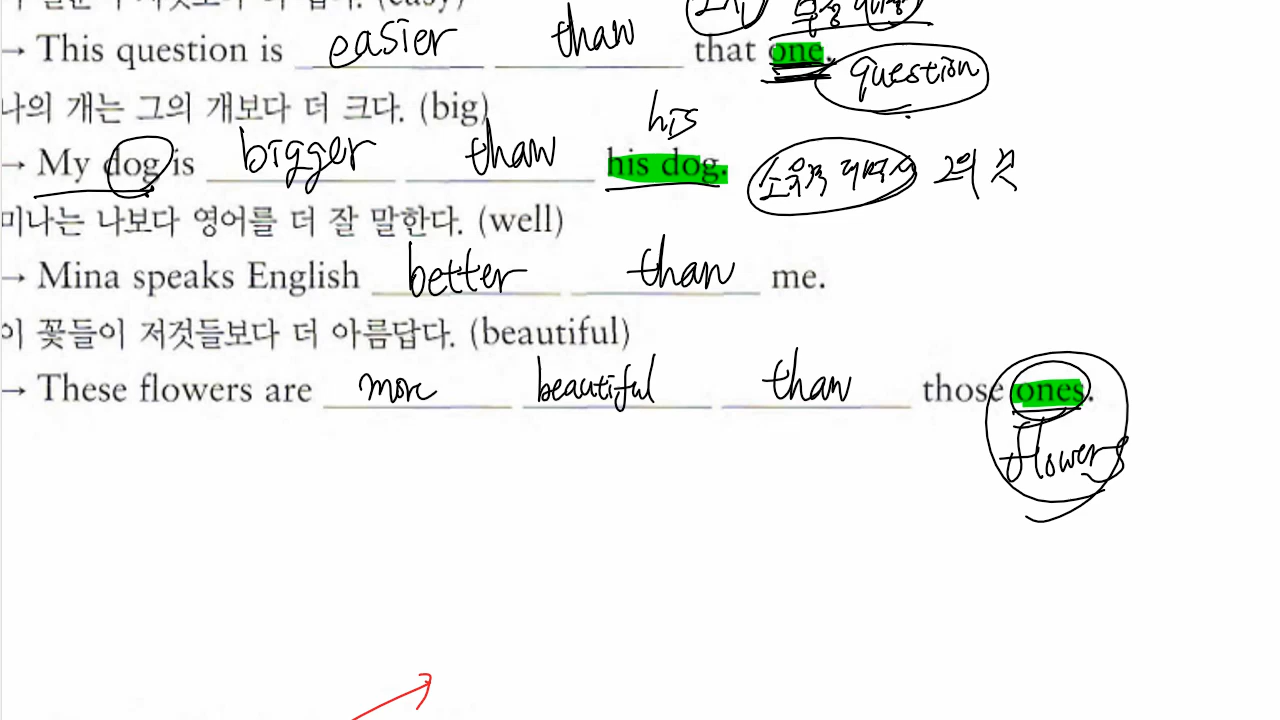 (easy)
→ This question is easier than that one. question
나의 개는 그의 개보다 더 크다. (big)
his
→ My dog is bigger than his dog. 소유격 대명사 그의 것
미나는 나보다 영어를 더 잘 말한다. (well)
→ Mina speaks English better than me.
이 꽃들이 저것들보다 더 아름답다. (beautiful)
→ These flowers are more beautiful than those ones.
flowers